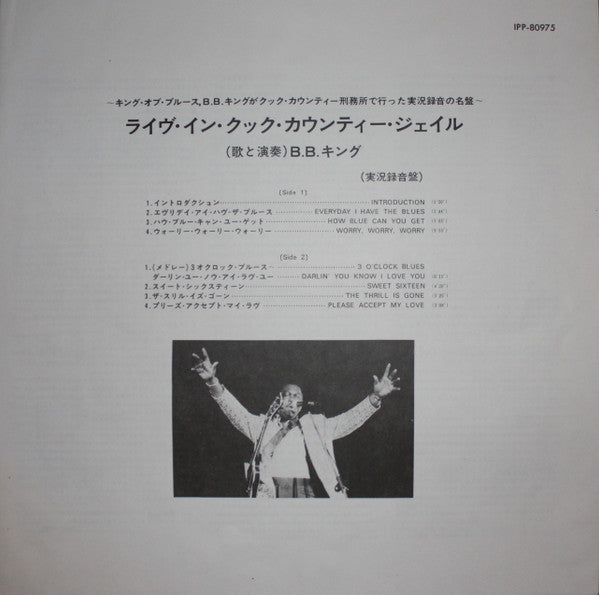 IPP-80975
～キング・オブ・ブルース,B.B.キングがクック・カウンティー刑務所で行った実況録音の名盤～
ライヴ・イン・クック・カウンティー・ジェイル
(歌と演奏)B.B.キング
(実況録音盤)
(Side 1)
1.イントロダクション INTRODUCTION
2.エヴリデイ・アイ・ハヴ・ザ・ブルース EVERYDAY I HAVE THE BLUES
3.ハウ・ブルー・キャン・ユー・ゲット HOW BLUE CAN YOU GET
4.ウォーリー・ウォーリー・ウォーリー WORRY, WORRY, WORRY
(Side 2)
1.(メドレー)3オクロック・ブルース 3 O'CLOCK BLUES
ダーリン・ユー・ノウ・アイ・ラヴ・ユー DARLIN' YOU KNOW I LOVE YOU
2.スイート・シックスティーン SWEET SIXTEEN
3.ザ・スリル・イズ・ゴーン THE THRILL IS GONE
4.プリーズ・アクセプト・マイ・ラヴ PLEASE ACCEPT MY LOVE